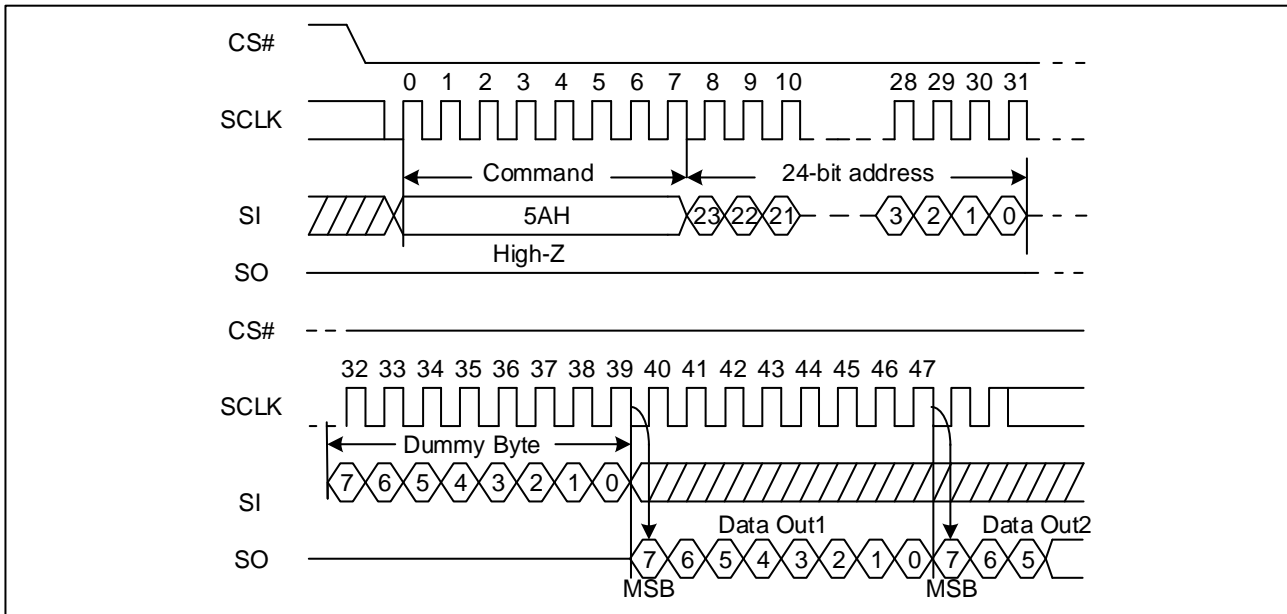 CS#
0 1 2 3 4 5 6 7 8 9 10 28 29 30 31
SCLK
Command 24-bit address
SI 5AH 23 22 21 3 2 1 0
High-Z
SO
CS#
32 33 34 35 36 37 38 39 40 41 42 43 44 45 46 47
SCLK
Dummy Byte
7 6 5 4 3 2 1 0
SI
Data Out1 Data Out2
SO 7 6 5 4 3 2 1 0 7 6 5
MSB MSB